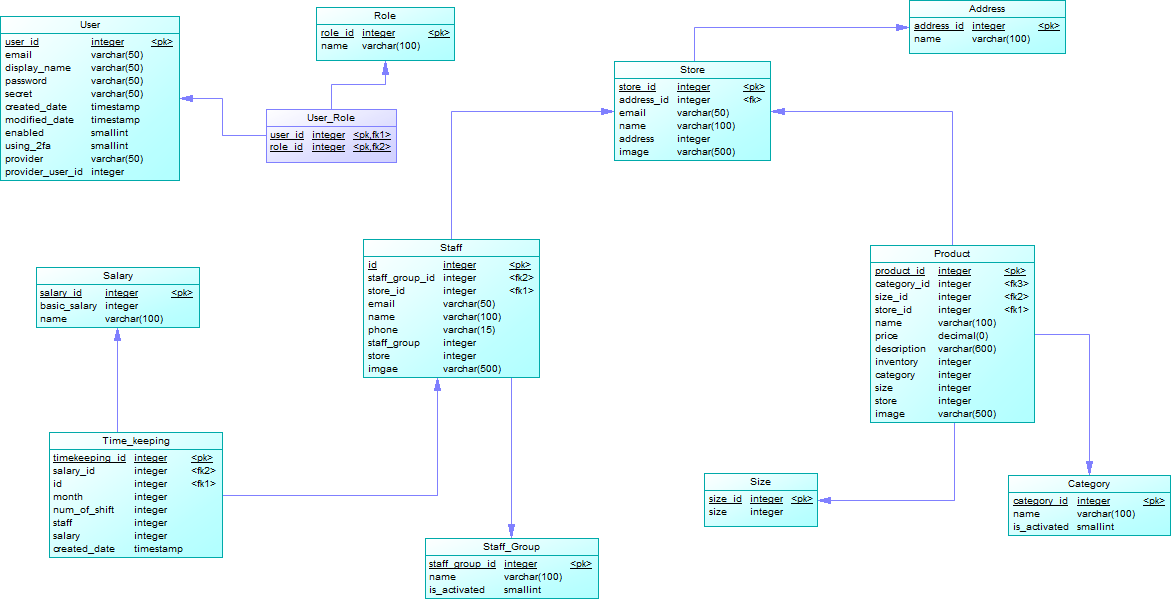 User
user_id integer <pk>
email varchar(50)
display_name varchar(50)
password varchar(50)
secret varchar(50)
created_date timestamp
modified_date timestamp
enabled smallint
using_2fa smallint
provider varchar(50)
provider_user_id integer
Role
role_id integer <pk>
name varchar(100)
User_Role
user_id integer <pk,fk1>
role_id integer <pk,fk2>
Address
address_id integer <pk>
name varchar(100)
Store
store_id integer <pk>
address_id integer <fk>
email varchar(50)
name varchar(100)
address integer
image varchar(500)
Staff
id integer <pk>
staff_group_id integer <fk2>
store_id integer <fk1>
email varchar(50)
name varchar(100)
phone varchar(15)
staff_group integer
store integer
imgae varchar(500)
Product
product_id integer <pk>
category_id integer <fk3>
size_id integer <fk2>
store_id integer <fk1>
name varchar(100)
price decimal(0)
description varchar(600)
inventory integer
category integer
size integer
store integer
image varchar(500)
Salary
salary_id integer <pk>
basic_salary integer
name varchar(100)
Time_keeping
timekeeping_id integer <pk>
salary_id integer <fk2>
id integer <fk1>
month integer
num_of_shift integer
staff integer
salary integer
created_date timestamp
Size
size_id integer <pk>
size integer
Category
category_id integer <pk>
name varchar(100)
is_activated smallint
Staff_Group
staff_group_id integer <pk>
name varchar(100)
is_activated smallint